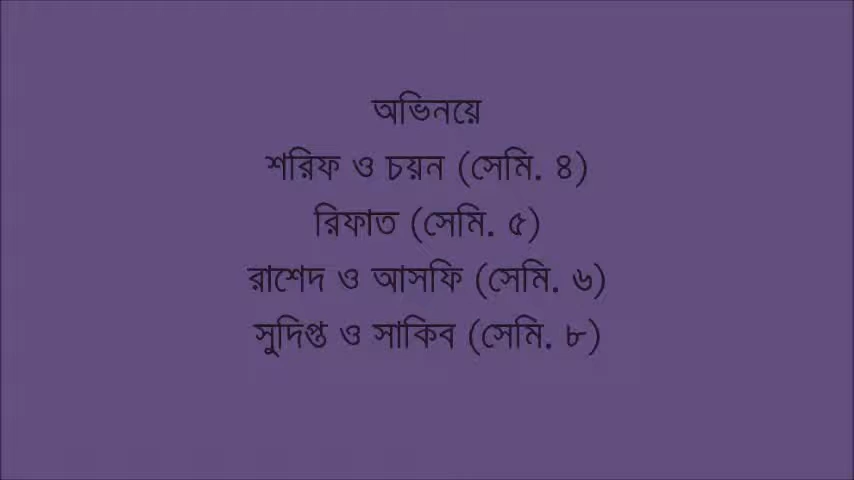 অভিনয়ে
শরিফ ও চয়ন (সেমি. ৪)
রিফাত (সেমি. ৫)
রাশেদ ও আসফি (সেমি. ৬)
সুদিপ্ত ও সাকিব (সেমি. ৮)